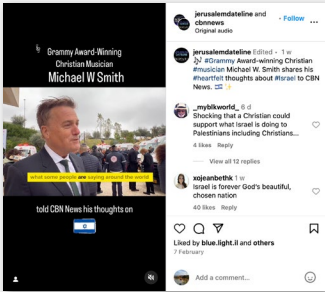 Grammy Award-Winning
Christian Musician
Michael W Smith
what some people are saying around the world
told CBN News his thoughts on
jerusalemdateline and
cbnnews
• Follow
...
Original audio
jerusalemdateline Edited • 1 w
🎶 #Grammy Award-winning Christian
#musician Michael W. Smith shares his
#heartfelt thoughts about #Israel to CBN
News. 🇮🇱 ✨
_myblkworld_ 6 d
Shocking that a Christian could
support what Israel is doing to
Palestinians including Christians...
4 likes Reply
View all 12 replies
xojeanbethk 1 w
Israel is forever God's beautiful,
chosen nation
40 likes Reply
Liked by blue.light.il and others
7 February
Add a comment...